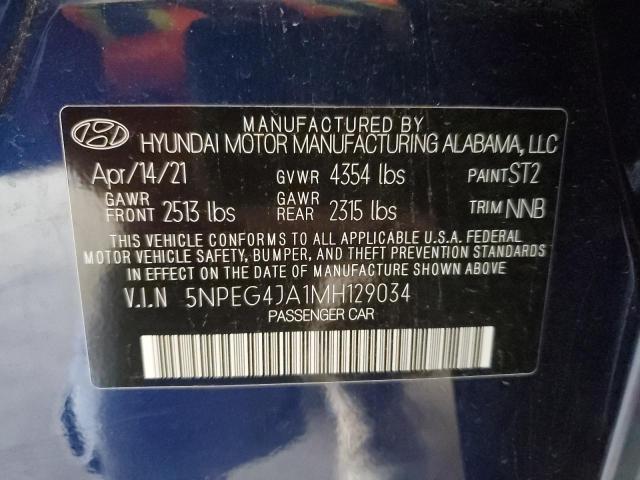 MANUFACTURED BY
HYUNDAI MOTOR MANUFACTURING ALABAMA, LLC
Apr/14/21 GVWR 4354 lbs PAINT ST2
GAWR FRONT 2513 lbs GAWR REAR 2315 lbs TRIM NNB
THIS VEHICLE CONFORMS TO ALL APPLICABLE U.S.A. FEDERAL
MOTOR VEHICLE SAFETY, BUMPER, AND THEFT PREVENTION STANDARDS
IN EFFECT ON THE DATE OF MANUFACTURE SHOWN ABOVE.
V.I.N 5NPEG4JA1MH129034
PASSENGER CAR